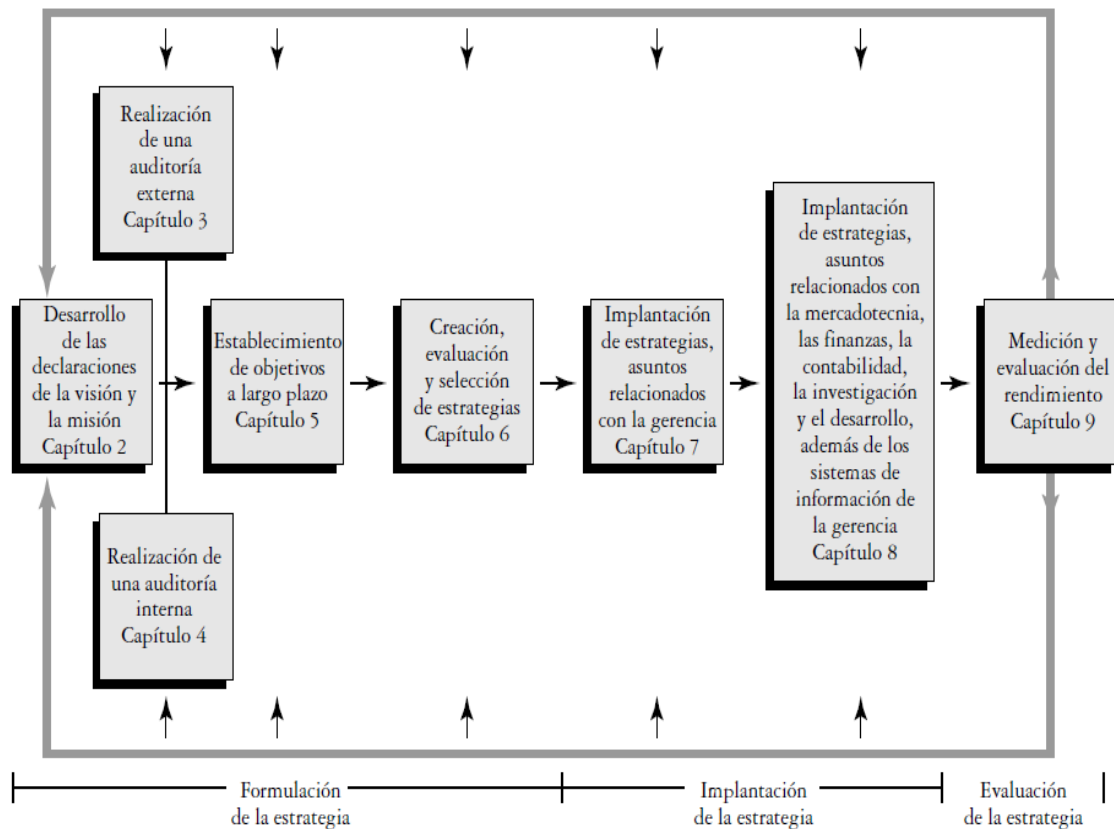 Realización
de una
auditoría
externa
Capítulo 3
Desarrollo
de las
declaraciones
de la visión y
la misión
Capítulo 2
Realización de
una auditoría
interna
Capítulo 4
Establecimiento
de objetivos
a largo plazo
Capítulo 5
Creación,
evaluación
y selección
de estrategias
Capítulo 6
Implantación
de estrategias,
asuntos
relacionados
con la gerencia
Capítulo 7
Implantación
de estrategias,
asuntos
relacionados con
la mercadotecnia,
las finanzas, la
contabilidad,
la investigación
y el desarrollo,
además de los
sistemas de
información de
la gerencia
Capítulo 8
Medición y
evaluación del
rendimiento
Capítulo 9
Formulación
de la estrategia
Implantación
de la estrategia
Evaluación
de la estrategia